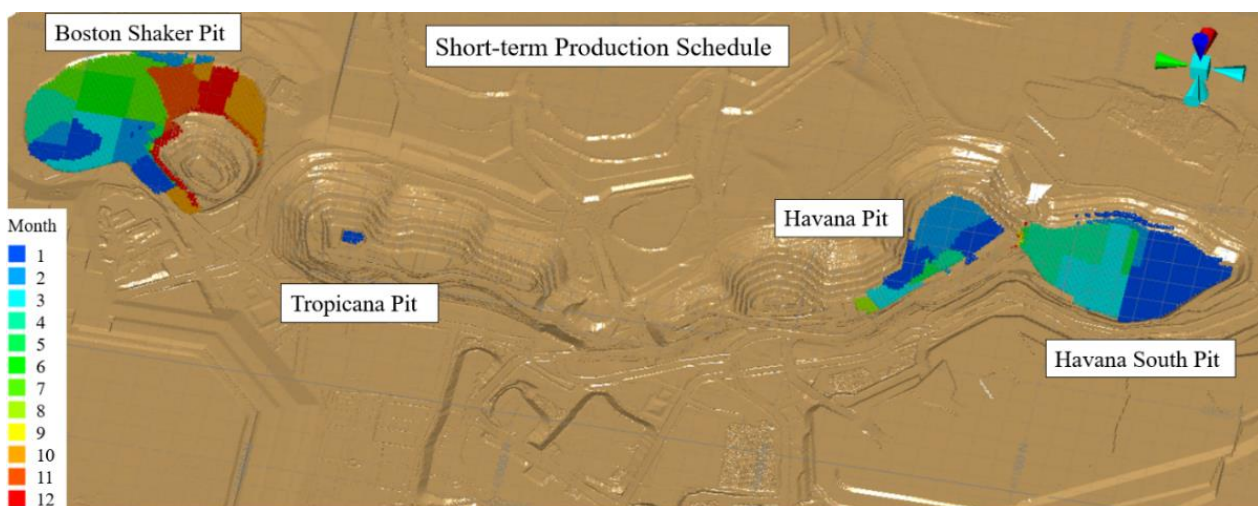 Boston Shaker Pit
Short-term Production Schedule
Havana Pit
Month
1
2
3
4
5
6
7
8
9
10
11
12
Tropicana Pit
Havana South Pit